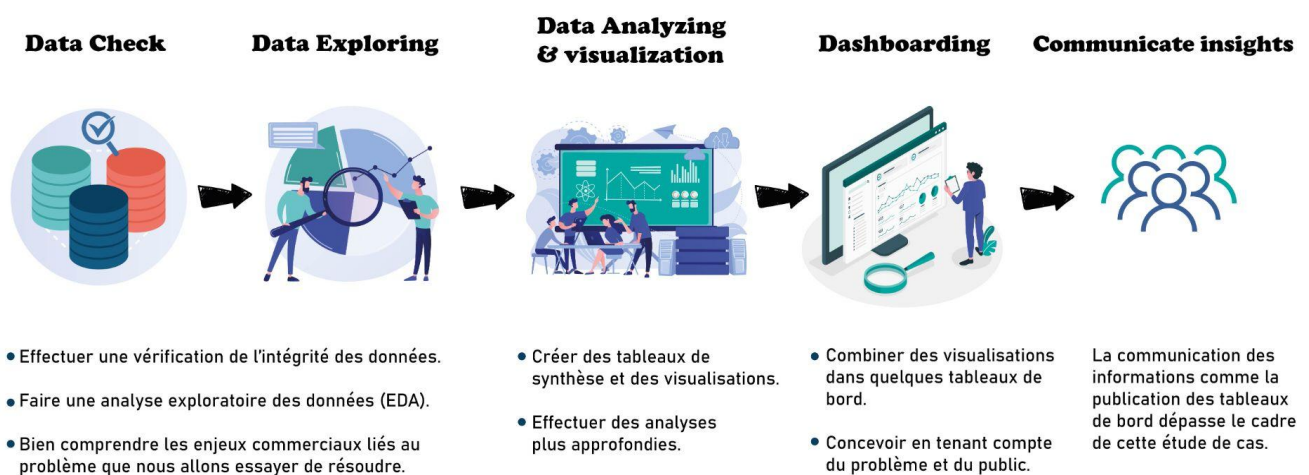 Data Check
Data Exploring
Data Analyzing
& visualization
Dashboarding
Communicate insights
• Effectuer une vérification de l'intégrité des données.
• Faire une analyse exploratoire des données (EDA).
• Bien comprendre les enjeux commerciaux liés au
problème que nous allons essayer de résoudre.
• Créer des tableaux de
synthèse et des visualisations.
• Effectuer des analyses
plus approfondies.
• Combiner des visualisations
dans quelques tableaux de
bord.
• Concevoir en tenant compte
du problème et du public.
La communication des
informations comme la
publication des tableaux
de bord dépasse le cadre
de cette étude de cas.